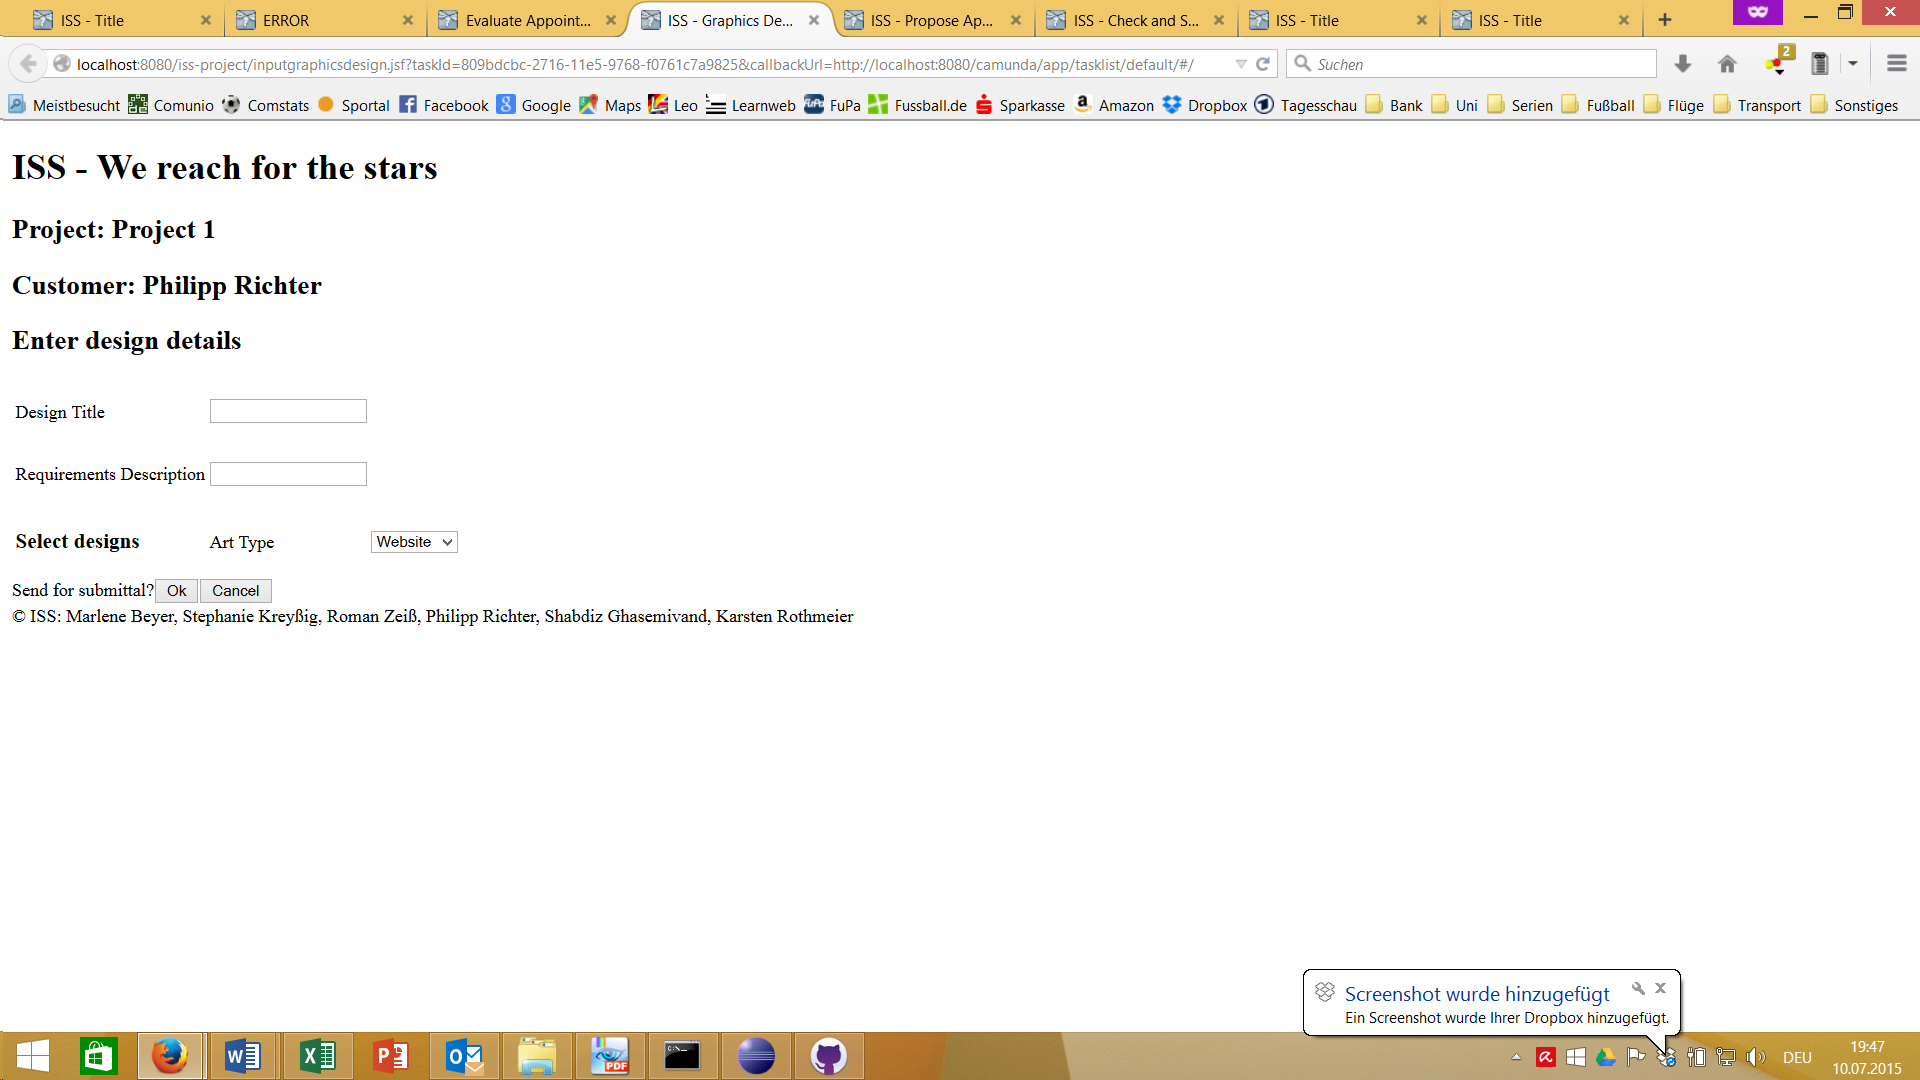 ISS - Title
ERROR
Evaluate Appoint...
ISS - Graphics De...
ISS - Propose Ap...
ISS - Check and S...
ISS - Title
ISS - Title
localhost:8080/iss-project/inputgraphicsdesign.jsf?taskId=809bdcbc-2716-11e5-9768-f0761c7a9825&callbackUrl=http://localhost:8080/camunda/app/tasklist/default/#/
Suchen
2
Meistbesucht Comunio Comstats Sportal Facebook Google Maps Leo Learnweb FuPa Fussball.de Sparkasse Amazon Dropbox Tagesschau Bank Uni Serien Fußball Flüge Transport Sonstiges
ISS - We reach for the stars
Project: Project 1
Customer: Philipp Richter
Enter design details
Design Title
Requirements Description
Select designs Art Type Website
Send for submittal? Ok Cancel
© ISS: Marlene Beyer, Stephanie Kreyßig, Roman Zeiß, Philipp Richter, Shabdiz Ghasemivand, Karsten Rothmeier
Screenshot wurde hinzugefügt
Ein Screenshot wurde Ihrer Dropbox hinzugefügt.
PDF
DEU
19:47
10.07.2015